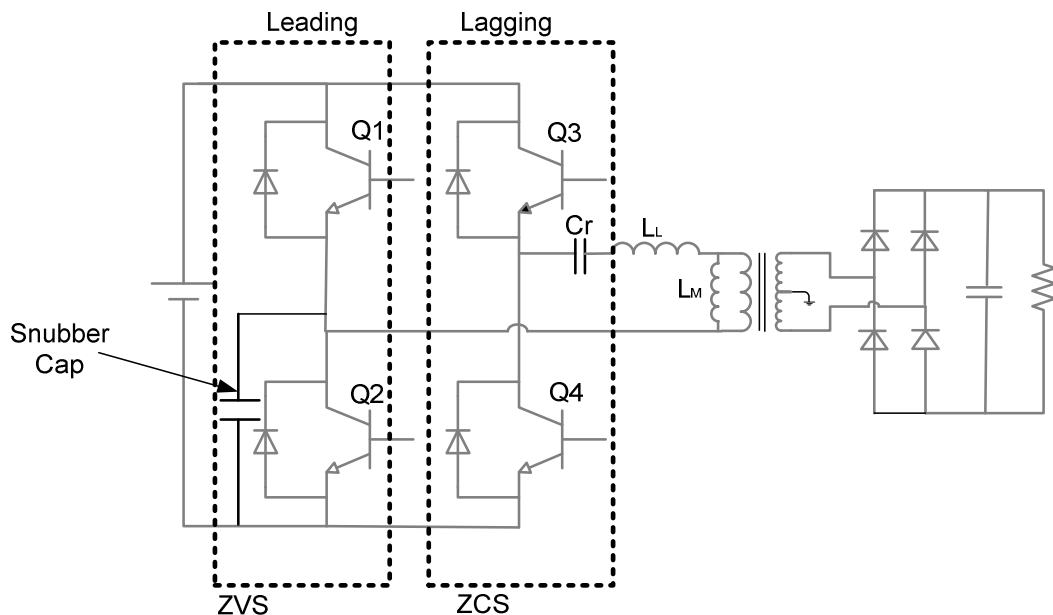 Leading
Lagging
Q1
Q3
Cr
LL
LM
Snubber
Cap
Q2
Q4
ZVS
ZCS